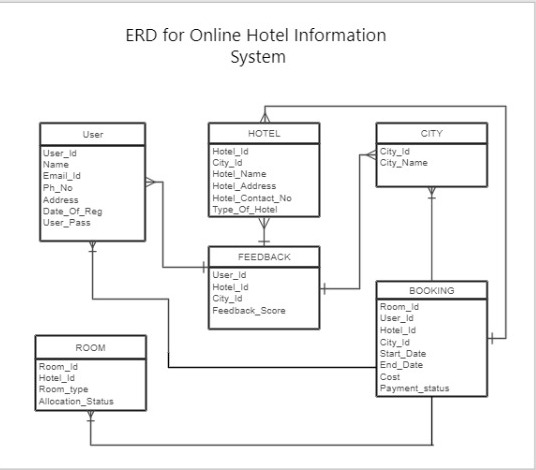 ERD for Online Hotel Information
System
User
User_Id
Name
Email_Id
Ph_No
Address
Date_Of_Reg
User_Pass
HOTEL
Hotel_Id
City_Id
Hotel_Name
Hotel_Address
Hotel_Contact_No
Type_Of_Hotel
CITY
City_Id
City_Name
FEEDBACK
User_Id
Hotel_Id
City_Id
Feedback_Score
BOOKING
Room_Id
User_Id
Hotel_Id
City_Id
Start_Date
End_Date
Cost
Payment_status
ROOM
Room_Id
Hotel_Id
Room_type
Allocation_Status